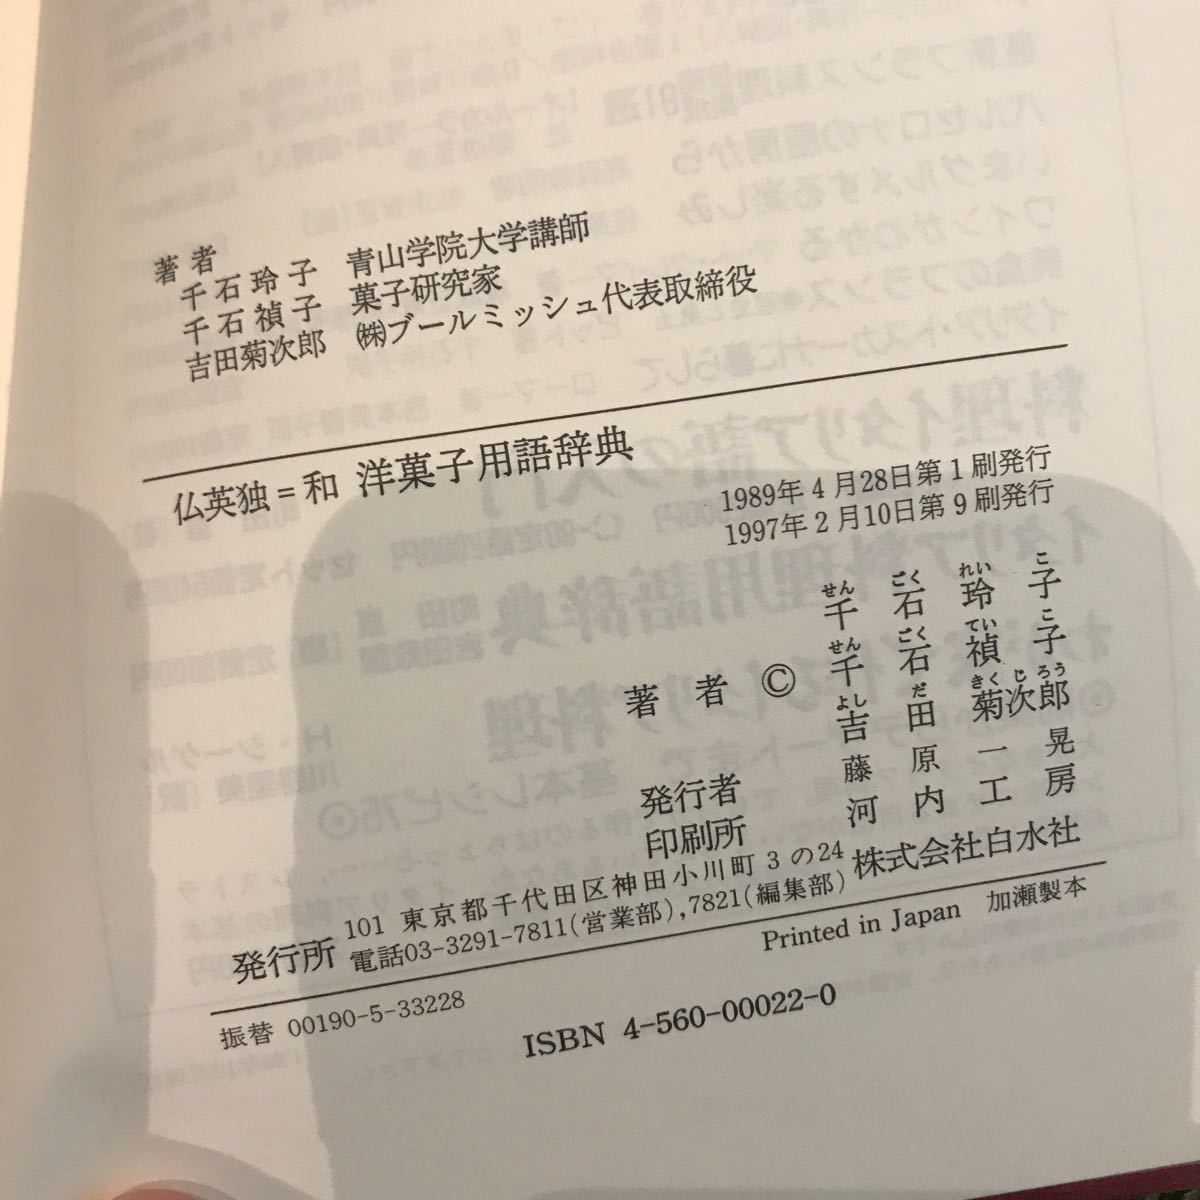 著者
千石玲子 青山学院大学講師
千石禎子 菓子研究家
吉田菊次郎 ㈱ブールミッシュ代表取締役
仏英独=和 洋菓子用語辞典
1989年4月28日第1刷発行
1997年2月10日第9刷発行
著者 ©
せん ごく れい こ
千石玲子
せん ごく てい こ
千石禎子
よし だ きく じ ろう
吉田菊次郎
発行者 藤原一晃
印刷所 河内工房
発行所
101 東京都千代田区神田小川町3の24
電話03-3291-7811(営業部),7821(編集部)
株式会社白水社
振替 00190-5-33228
Printed in Japan 加瀬製本
ISBN 4-560-00022-0